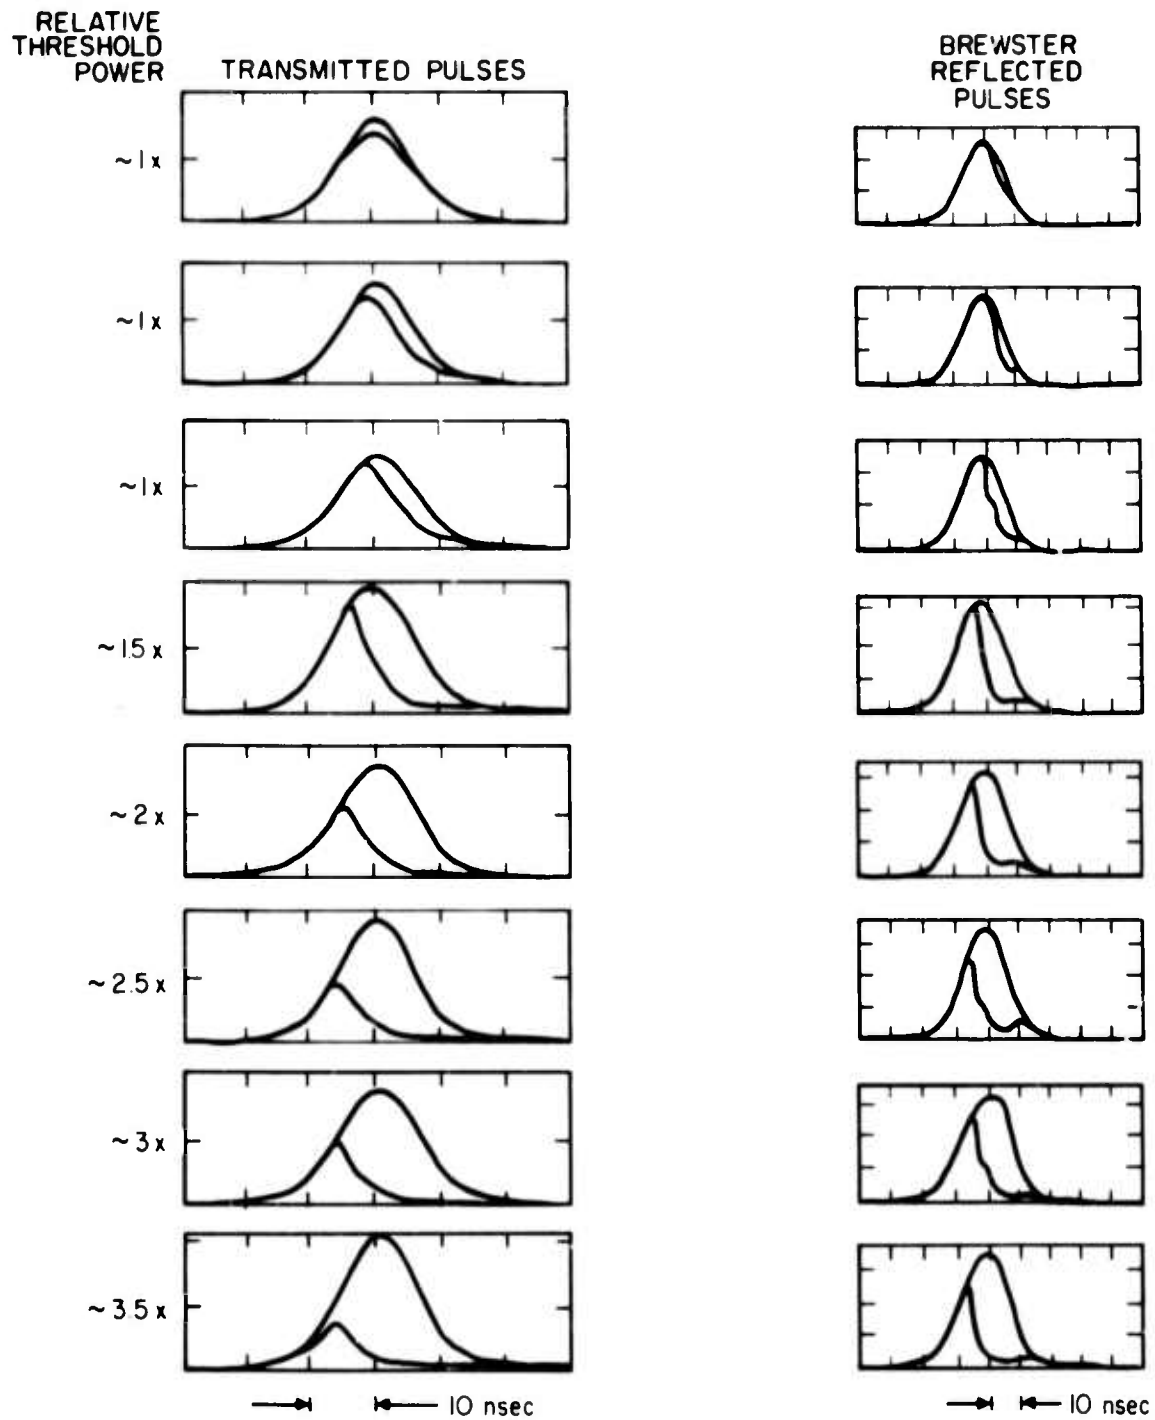 RELATIVE
THRESHOLD
POWER
TRANSMITTED PULSES
BREWSTER
REFLECTED
PULSES
~1x
~1x
~1x
~1.5x
~2x
~2.5x
~3x
~3.5x
10 nsec
10 nsec